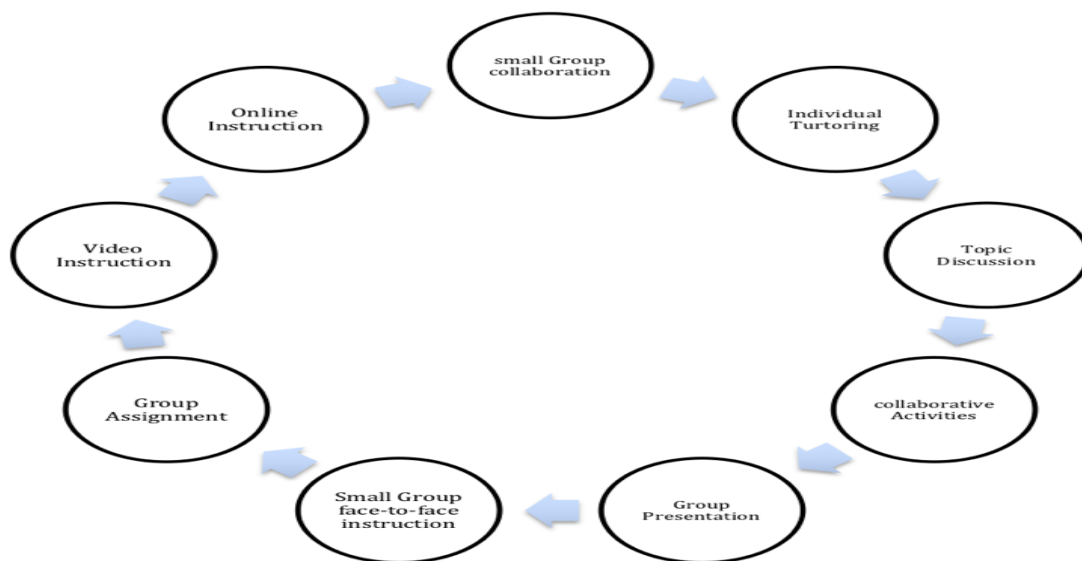 small Group
collaboration
Individual
Turtoring
Topic
Discussion
collaborative
Activities
Group
Presentation
Small Group
face-to-face
instruction
Group
Assignment
Video
Instruction
Online
Instruction